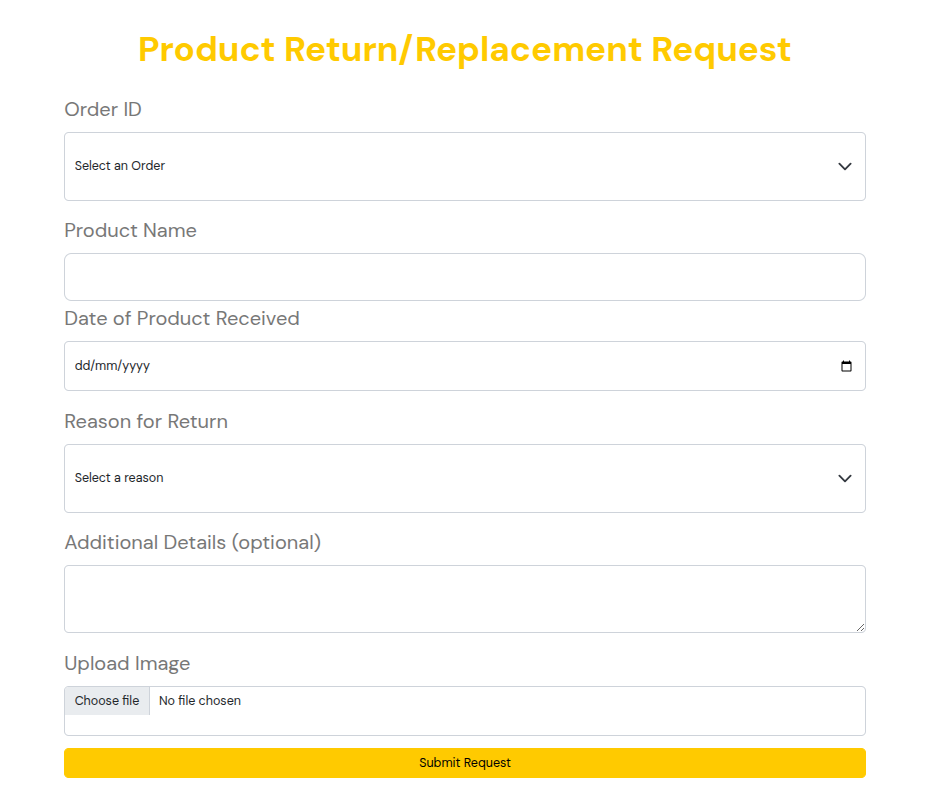 Product Return/Replacement Request
Order ID
Select an Order
Product Name
Date of Product Received
dd/mm/yyyy
Reason for Return
Select a reason
Additional Details (optional)
Upload Image
Choose file No file chosen
Submit Request